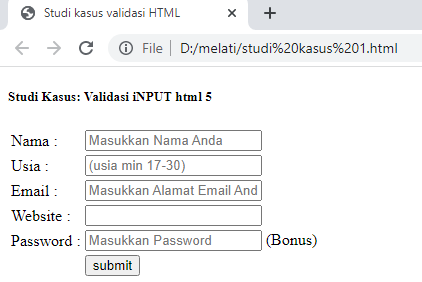 Studi kasus validasi HTML
File | D:/melati/studi%20kasus%201.html
Studi Kasus: Validasi iNPUT html 5
Nama : Masukkan Nama Anda
Usia : (usia min 17-30)
Email : Masukkan Alamat Email And
Website :
Password : Masukkan Password (Bonus)
submit